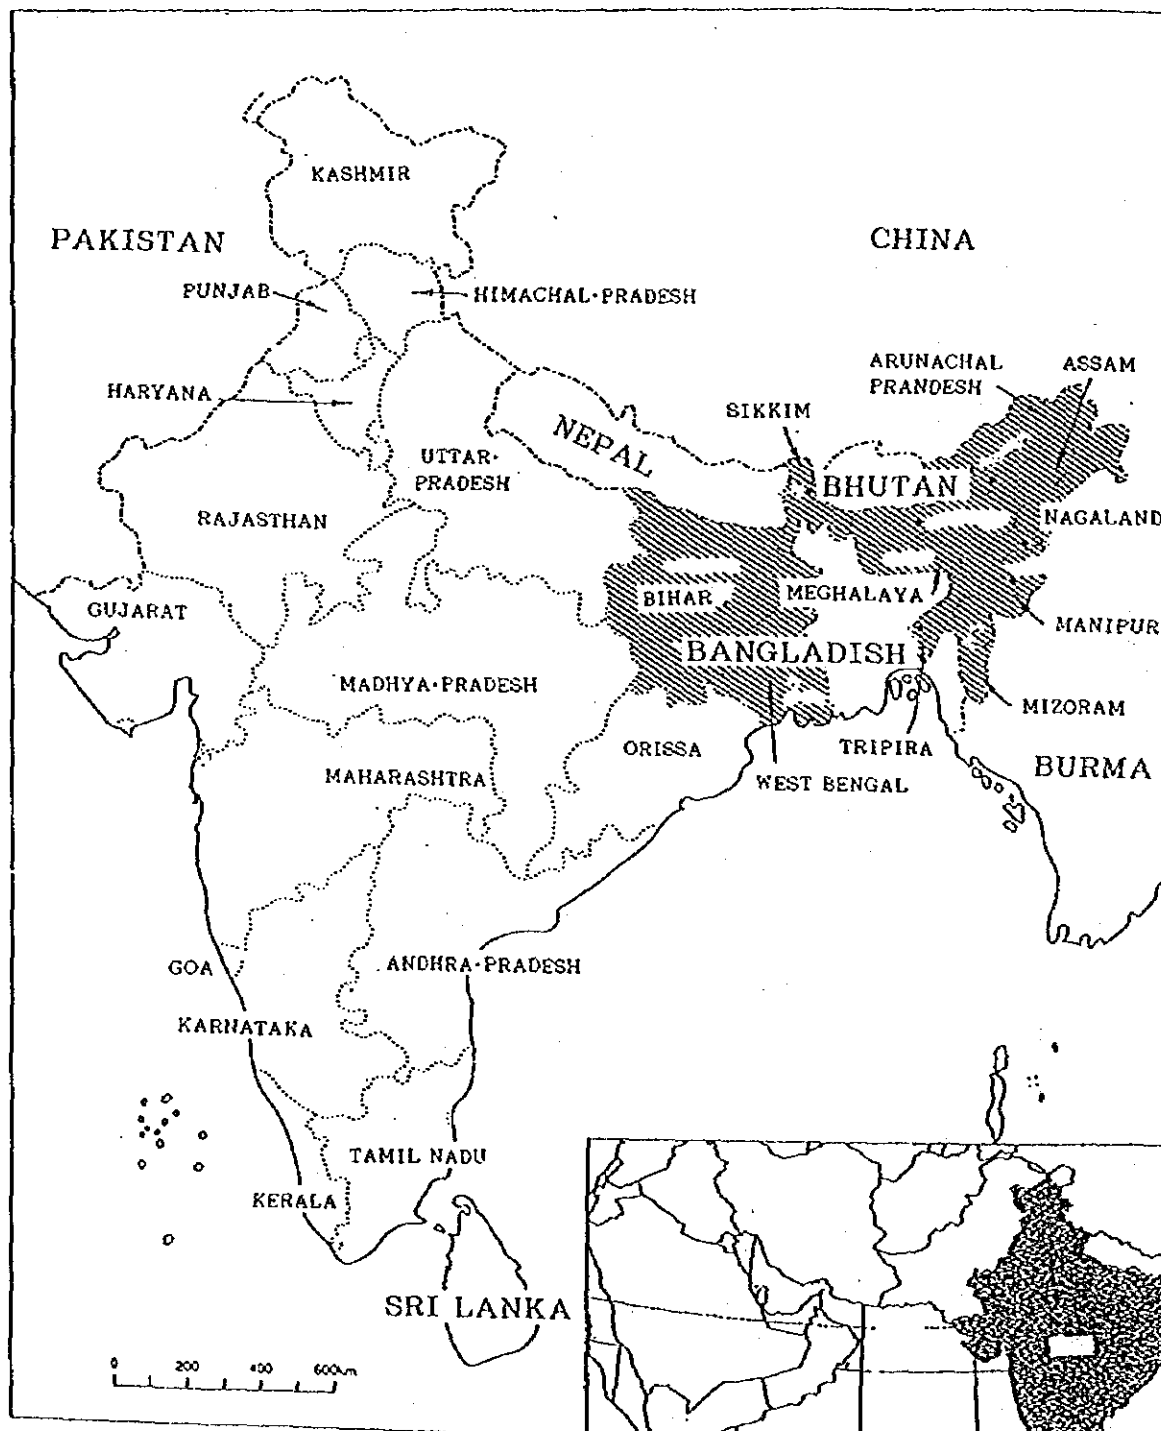 KASHMIR
PAKISTAN
CHINA
PUNJAB
HIMACHAL·PRADESH
ARUNACHAL
PRANDESH
ASSAM
HARYANA
SIKKIM
NEPAL
UTTAR·
PRADESH
BHUTAN
RAJASTHAN
NAGALAND
BIHAR
MEGHALAYA
GUJARAT
MANIPUR
BANGLADISH
MADHYA·PRADESH
MIZORAM
ORISSA
TRIPIRA
MAHARASHTRA
WEST BENGAL
BURMA
GOA
ANDHRA·PRADESH
KARNATAKA
TAMIL NADU
KERALA
SRI LANKA
0 200 400 600km